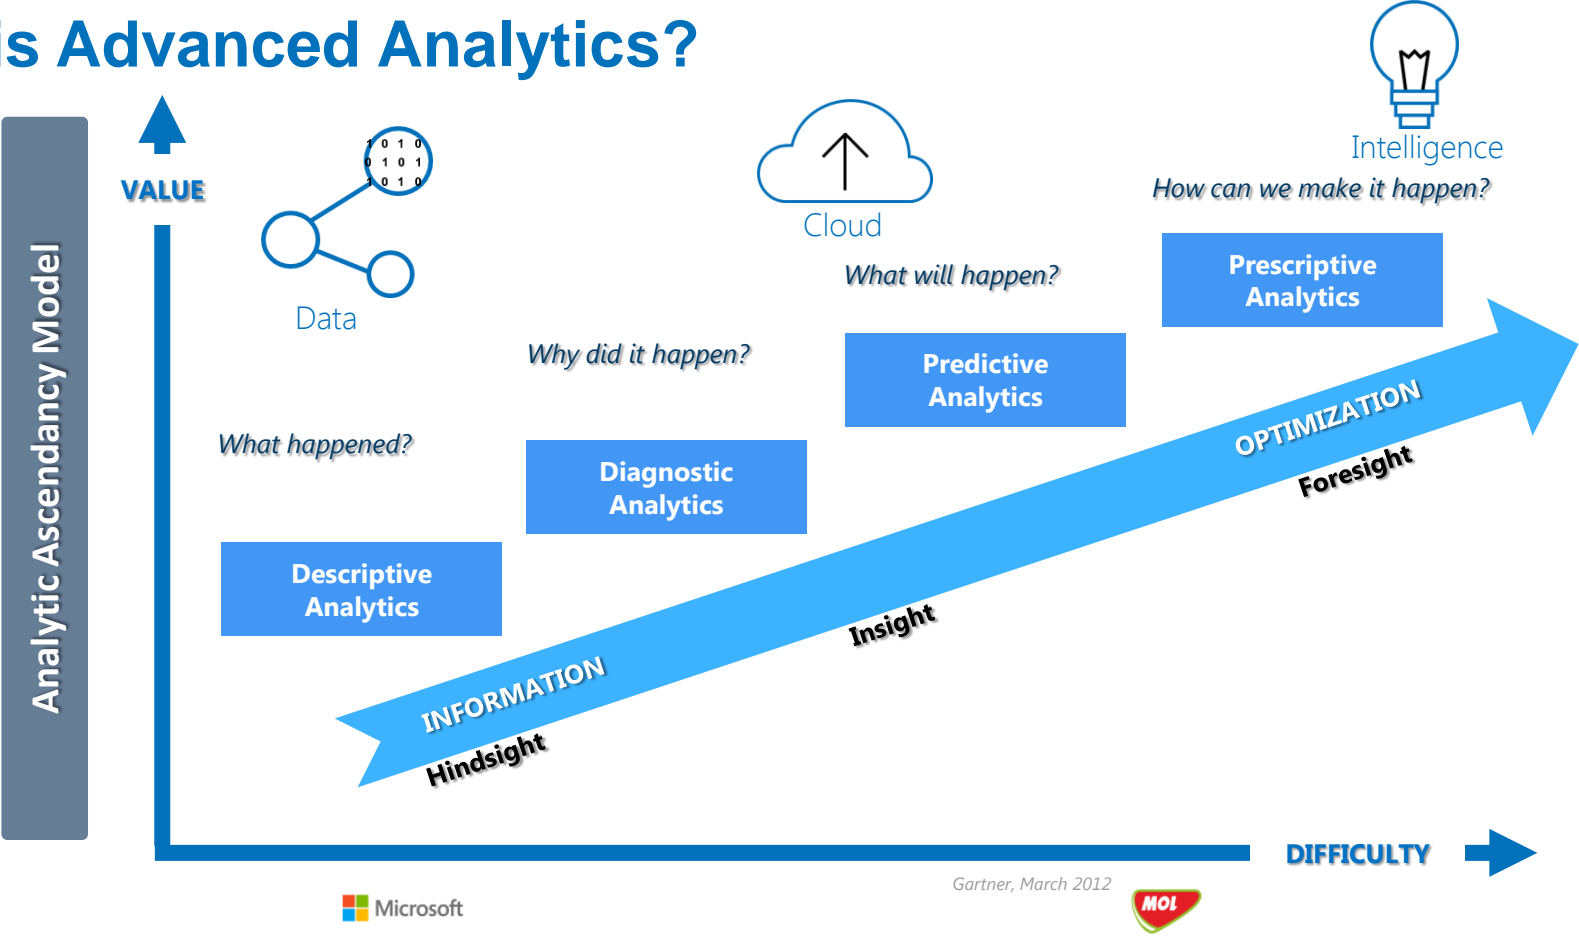 is Advanced Analytics?
Analytic Ascendancy Model
VALUE
1 0 1 0
0 1 0 1
1 0 1 0
Data
Cloud
Intelligence
How can we make it happen?
Prescriptive
Analytics
What will happen?
Predictive
Analytics
Why did it happen?
Diagnostic
Analytics
What happened?
Descriptive
Analytics
INFORMATION
OPTIMIZATION
Hindsight
Insight
Foresight
DIFFICULTY
Gartner, March 2012
Microsoft
MOL